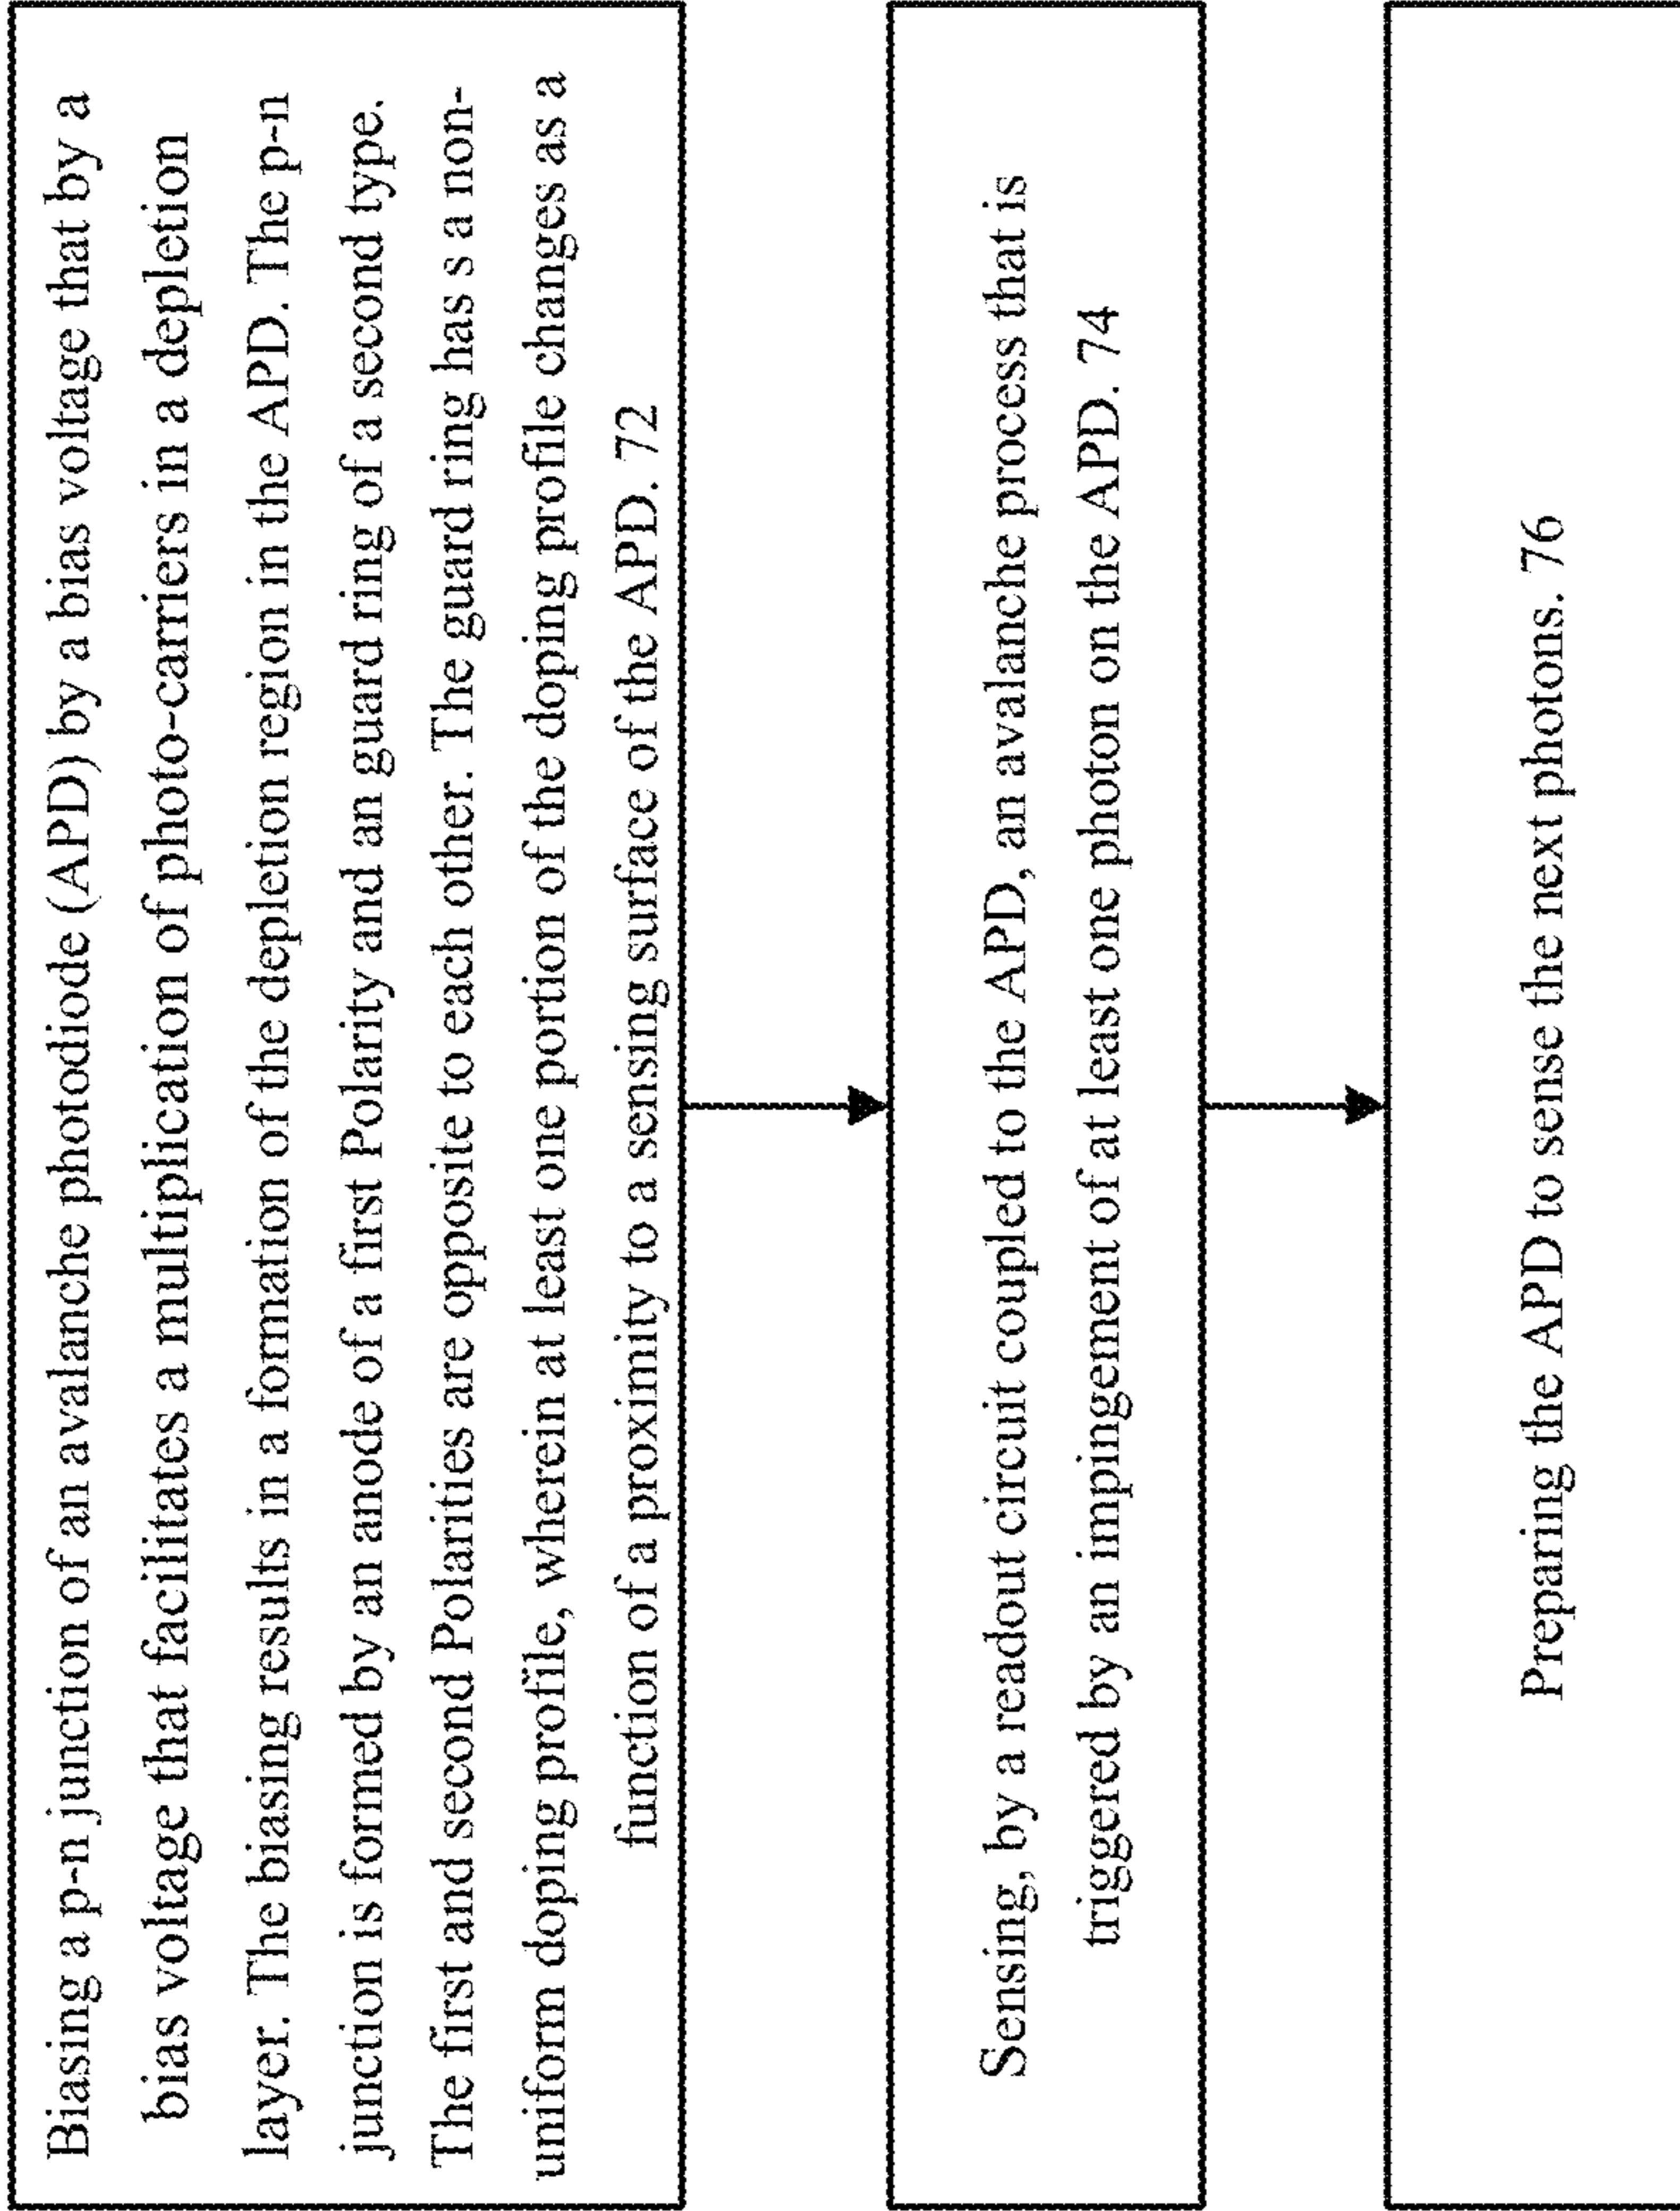 Biasing a p-n junction of an avalanche photodiode (APD) by a bias voltage that by a
bias voltage that facilitates a multiplication of photo-carriers in a depletion
layer. The biasing results in a formation of the depletion region in the APD. The p-n
junction is formed by an anode of a first Polarity and an guard ring of a second type.
The first and second Polarities are opposite to each other. The guard ring has s a non-
uniform doping profile, wherein at least one portion of the doping profile changes as a
function of a proximity to a sensing surface of the APD. 72
Sensing, by a readout circuit coupled to the APD, an avalanche process that is
triggered by an impingement of at least one photon on the APD. 74
Preparing the APD to sense the next photons. 76